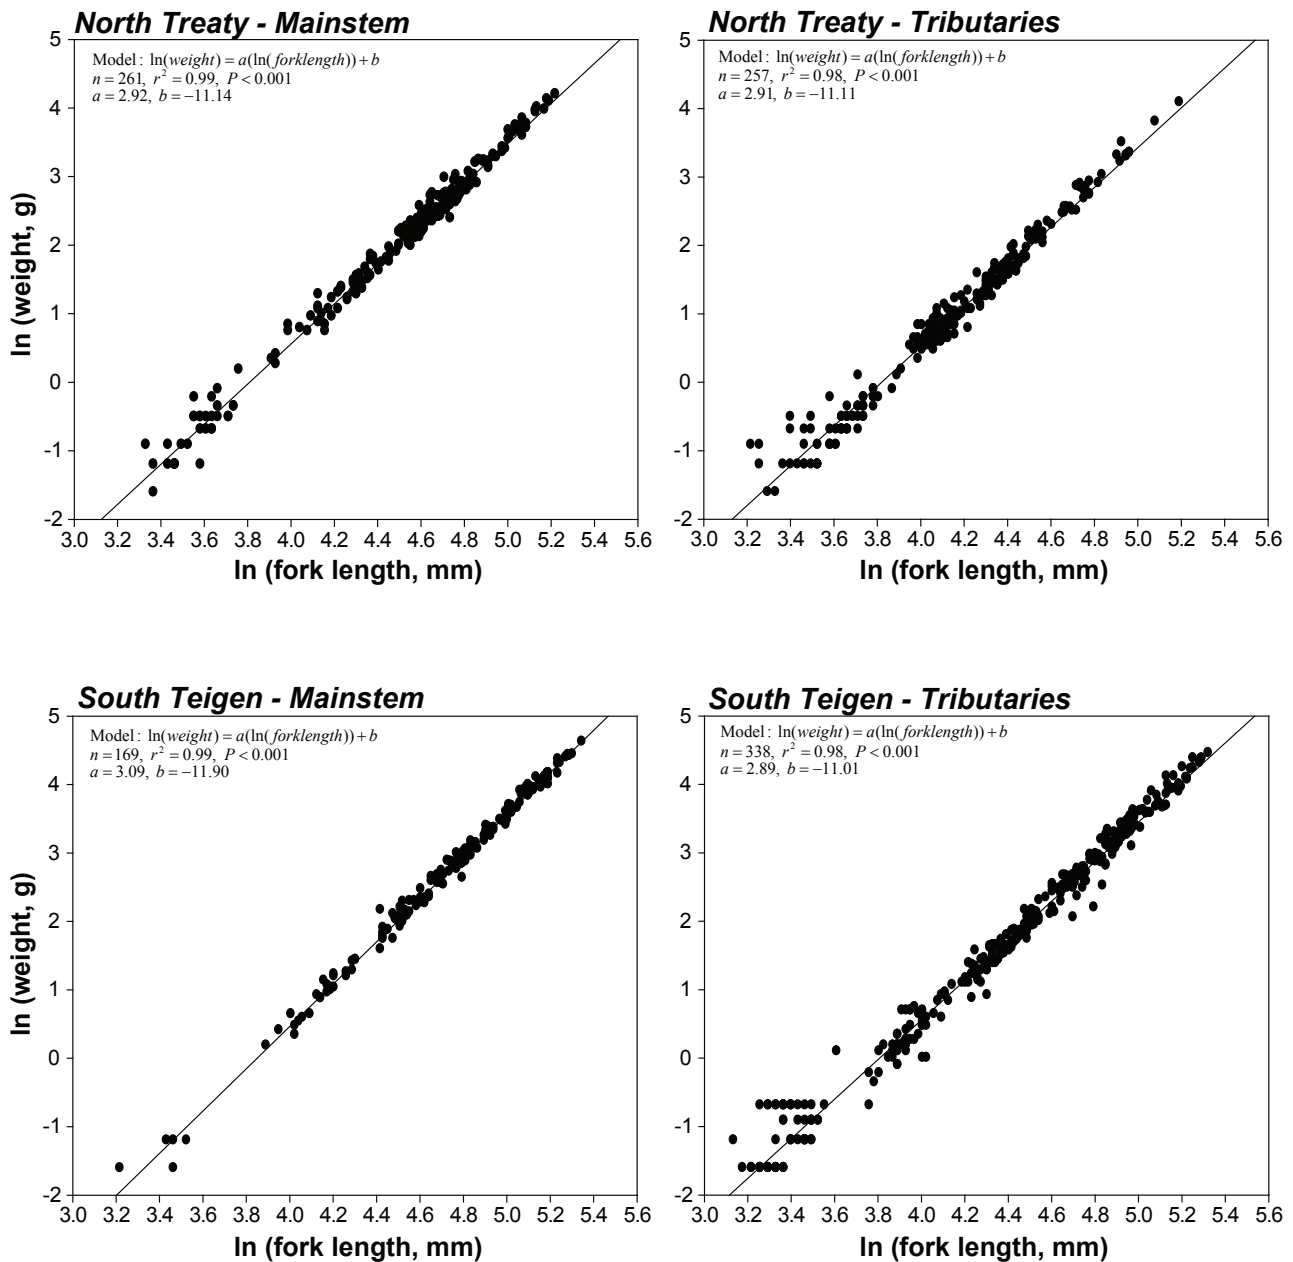 North Treaty - Mainstem
Model: ln(weight) = a(ln(forklength)) + b
n = 261, r² = 0.99, P < 0.001
a = 2.92, b = −11.14
5
4
3
2
1
0
-1
-2
ln (weight, g)
3.0 3.2 3.4 3.6 3.8 4.0 4.2 4.4 4.6 4.8 5.0 5.2 5.4 5.6
ln (fork length, mm)
North Treaty - Tributaries
Model: ln(weight) = a(ln(forklength)) + b
n = 257, r² = 0.98, P < 0.001
a = 2.91, b = −11.11
5
4
3
2
1
0
-1
-2
3.0 3.2 3.4 3.6 3.8 4.0 4.2 4.4 4.6 4.8 5.0 5.2 5.4 5.6
ln (fork length, mm)
South Teigen - Mainstem
Model: ln(weight) = a(ln(forklength)) + b
n = 169, r² = 0.99, P < 0.001
a = 3.09, b = −11.90
5
4
3
2
1
0
-1
-2
ln (weight, g)
3.0 3.2 3.4 3.6 3.8 4.0 4.2 4.4 4.6 4.8 5.0 5.2 5.4 5.6
ln (fork length, mm)
South Teigen - Tributaries
Model: ln(weight) = a(ln(forklength)) + b
n = 338, r² = 0.98, P < 0.001
a = 2.89, b = −11.01
5
4
3
2
1
0
-1
-2
3.0 3.2 3.4 3.6 3.8 4.0 4.2 4.4 4.6 4.8 5.0 5.2 5.4 5.6
ln (fork length, mm)